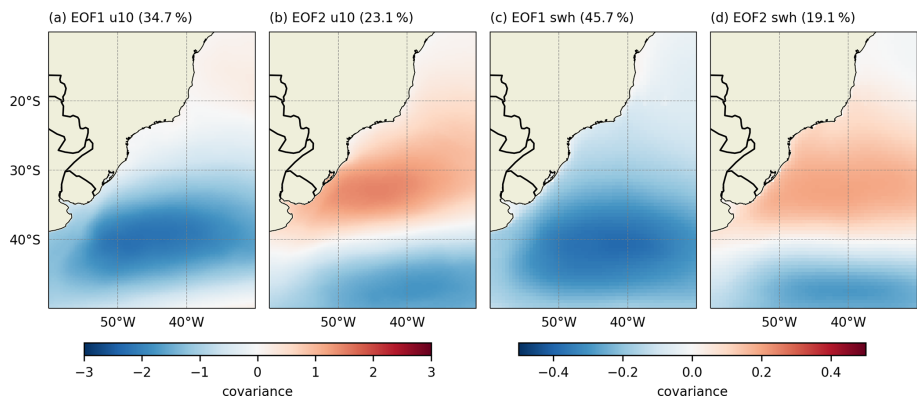 (a) EOF1 u10 (34.7 %) (b) EOF2 u10 (23.1 %) (c) EOF1 swh (45.7 %) (d) EOF2 swh (19.1 %)
20°S
30°S
40°S
50°W 40°W 50°W 40°W 50°W 40°W 50°W 40°W
−3 −2 −1 0 1 2 3 −0.4 −0.2 0.0 0.2 0.4
covariance covariance